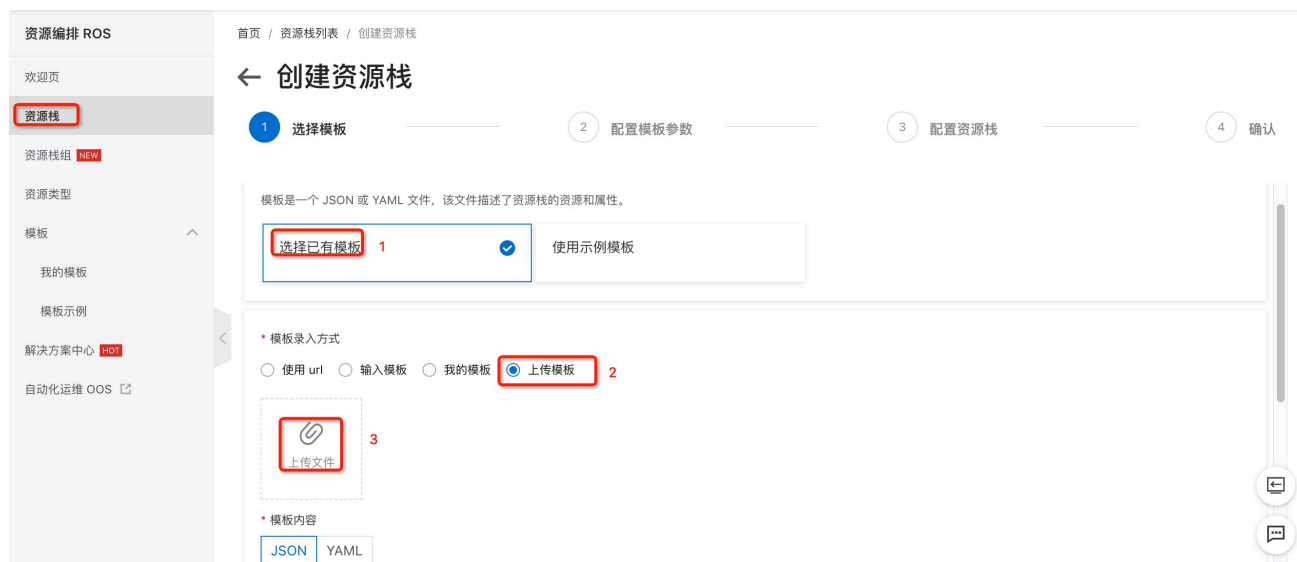 资源编排 ROS
欢迎页
资源栈
资源栈组 NEW
资源类型
模板
我的模板
模板示例
解决方案中心 HOT
自动化运维 OOS
首页 / 资源栈列表 / 创建资源栈
← 创建资源栈
1 选择模板 2 配置模板参数 3 配置资源栈 4 确认
模板是一个 JSON 或 YAML 文件，该文件描述了资源栈的资源和属性。
选择已有模板 1 使用示例模板
* 模板录入方式
使用 url 输入模板 我的模板 上传模板 2
上传文件 3
* 模板内容
JSON YAML